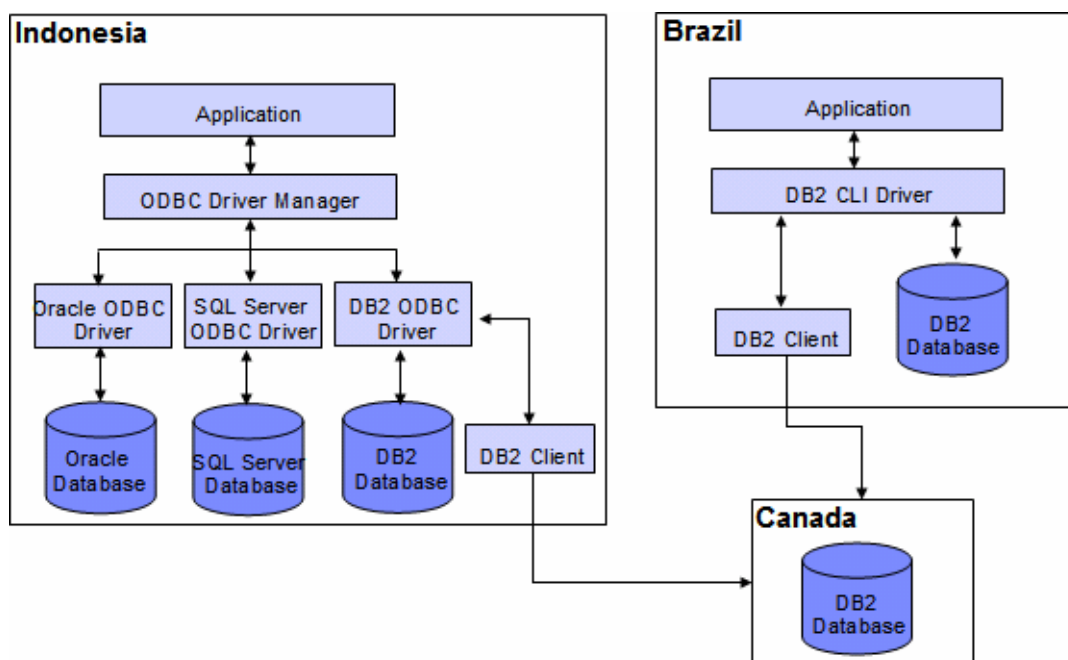 Indonesia
Application
ODBC Driver Manager
Oracle ODBC
Driver
SQL Server
ODBC Driver
DB2 ODBC
Driver
Oracle
Database
SQL Server
Database
DB2
Database
DB2 Client
Brazil
Application
DB2 CLI Driver
DB2 Client
DB2
Database
Canada
DB2
Database